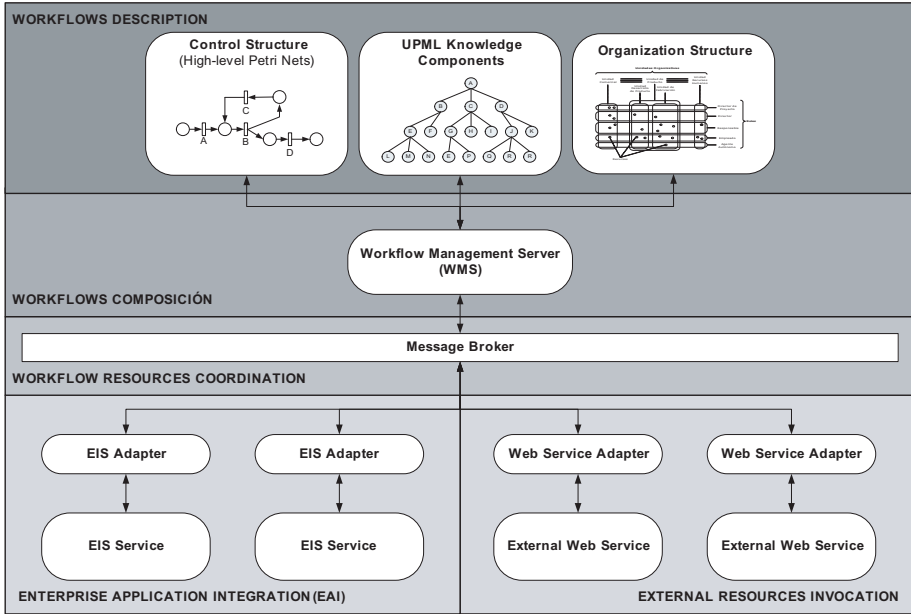 WORKFLOWS DESCRIPTION
Control Structure
(High-level Petri Nets)
A
B
C
D
UPML Knowledge
Components
A
B
C
D
E
F
G
H
I
J
K
L
M
N
E
P
Q
R
R
Organization Structure
Workflow Management Server
(WMS)
WORKFLOWS COMPOSICIÓN
Message Broker
WORKFLOW RESOURCES COORDINATION
EIS Adapter
EIS Adapter
Web Service Adapter
Web Service Adapter
EIS Service
EIS Service
External Web Service
External Web Service
ENTERPRISE APPLICATION INTEGRATION (EAI)
EXTERNAL RESOURCES INVOCATION